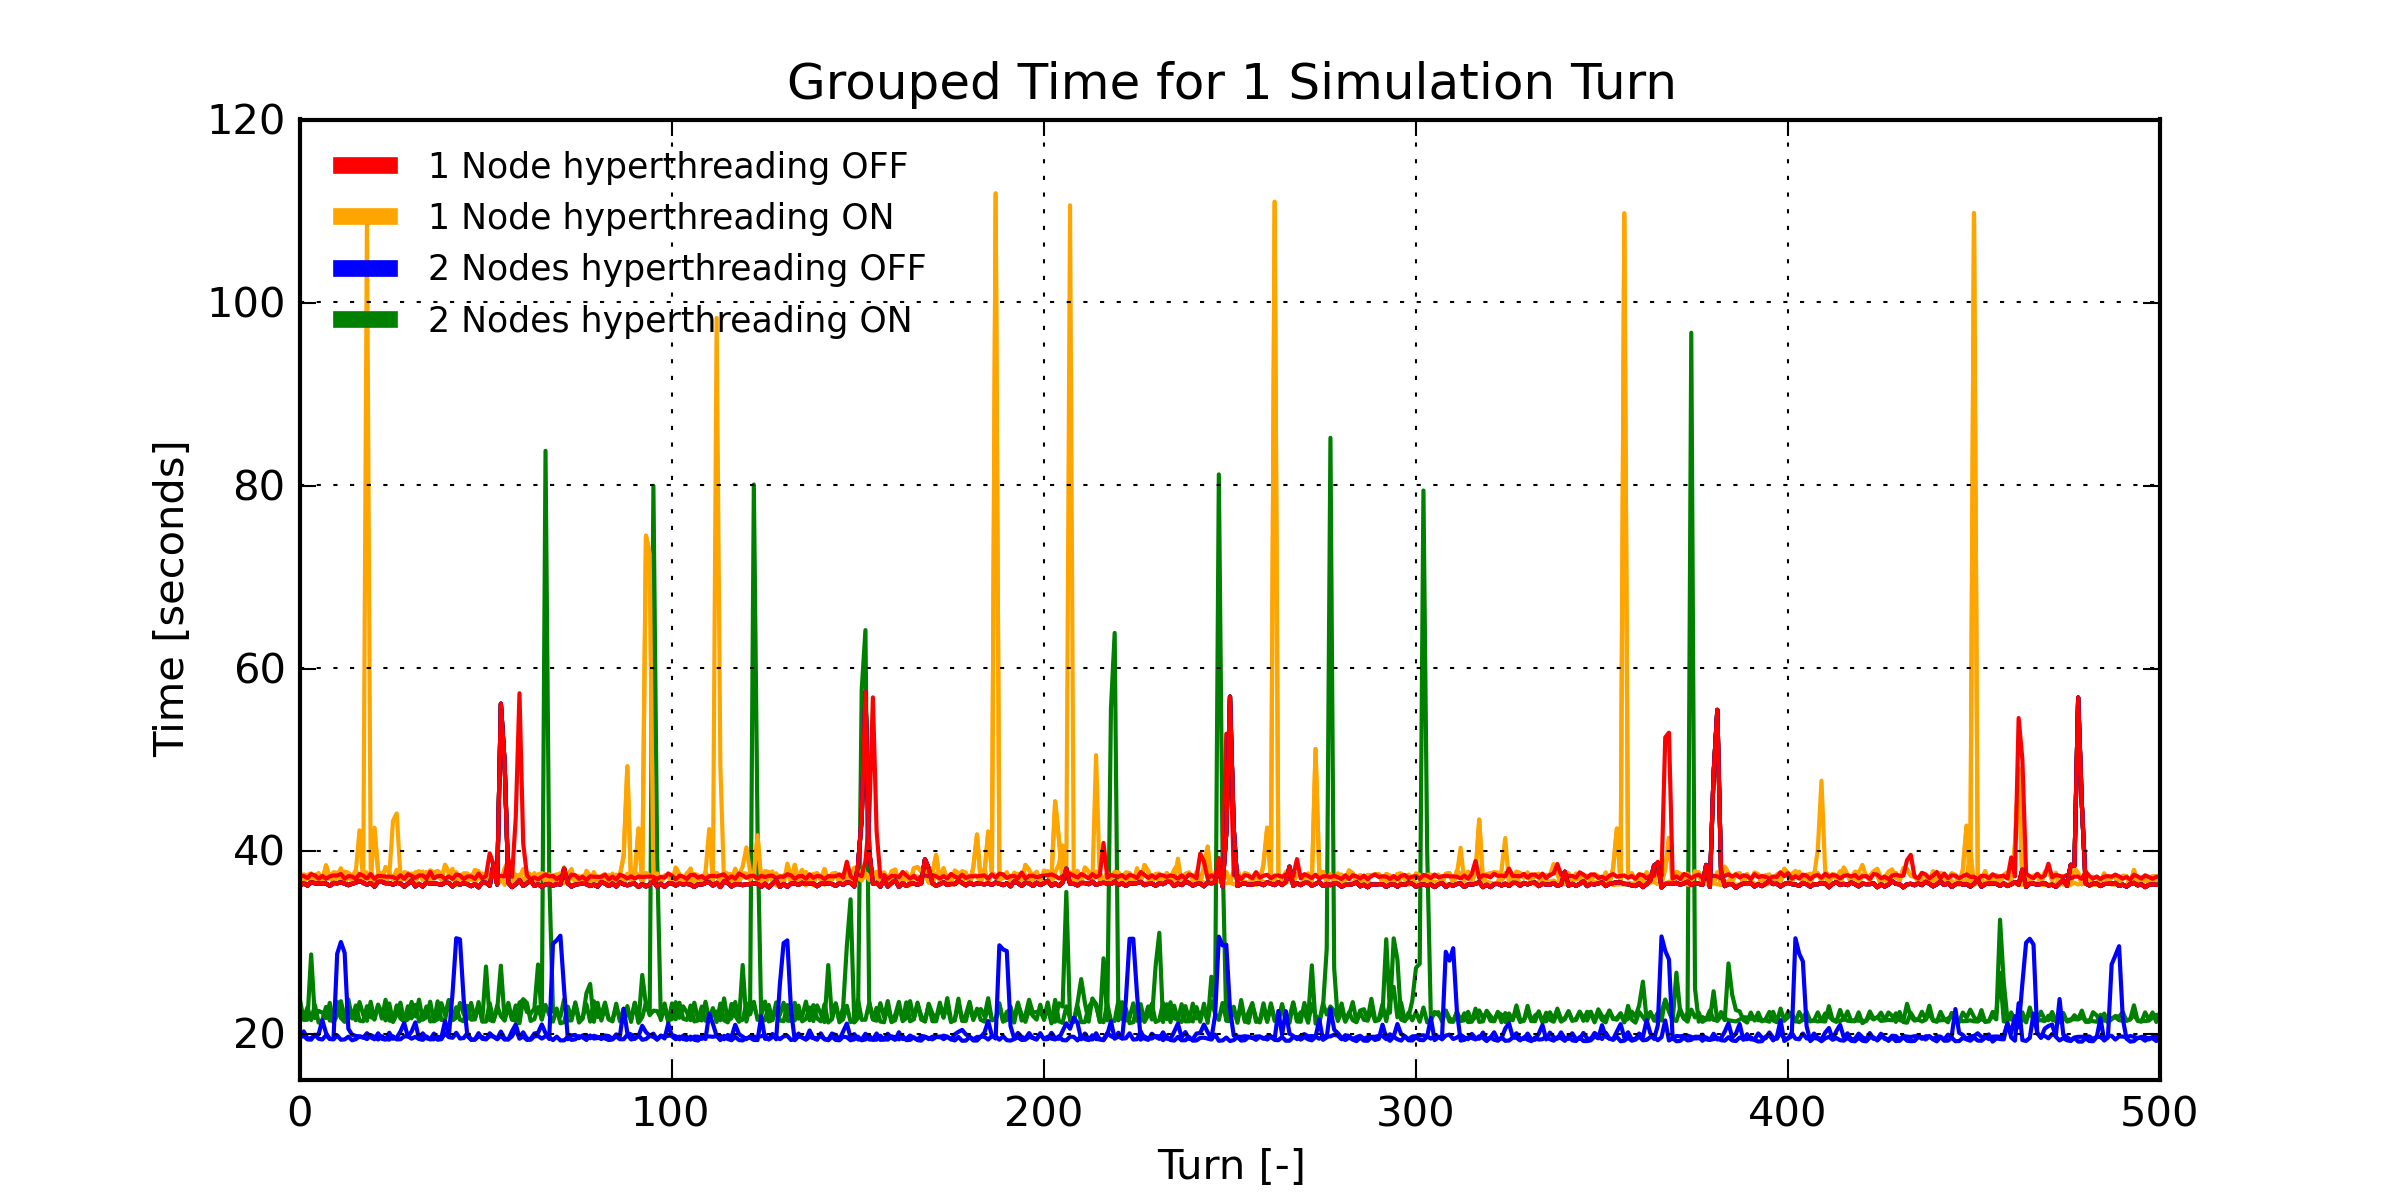 Grouped Time for 1 Simulation Turn
120
100
80
60
40
20
Time [seconds]
1 Node hyperthreading OFF
1 Node hyperthreading ON
2 Nodes hyperthreading OFF
2 Nodes hyperthreading ON
0 100 200 300 400 500
Turn [-]